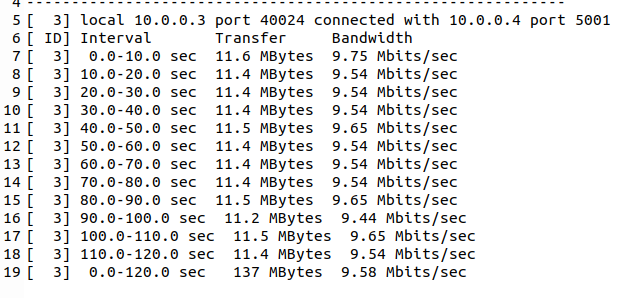 4 ------------------------------------------------------------
5 [  3] local 10.0.0.3 port 40024 connected with 10.0.0.4 port 5001
6 [ ID] Interval       Transfer     Bandwidth
7 [  3]  0.0-10.0 sec  11.6 MBytes  9.75 Mbits/sec
8 [  3] 10.0-20.0 sec  11.4 MBytes  9.54 Mbits/sec
9 [  3] 20.0-30.0 sec  11.4 MBytes  9.54 Mbits/sec
10 [  3] 30.0-40.0 sec  11.4 MBytes  9.54 Mbits/sec
11 [  3] 40.0-50.0 sec  11.5 MBytes  9.65 Mbits/sec
12 [  3] 50.0-60.0 sec  11.4 MBytes  9.54 Mbits/sec
13 [  3] 60.0-70.0 sec  11.4 MBytes  9.54 Mbits/sec
14 [  3] 70.0-80.0 sec  11.4 MBytes  9.54 Mbits/sec
15 [  3] 80.0-90.0 sec  11.5 MBytes  9.65 Mbits/sec
16 [  3] 90.0-100.0 sec  11.2 MBytes  9.44 Mbits/sec
17 [  3] 100.0-110.0 sec  11.5 MBytes  9.65 Mbits/sec
18 [  3] 110.0-120.0 sec  11.4 MBytes  9.54 Mbits/sec
19 [  3]  0.0-120.0 sec   137 MBytes  9.58 Mbits/sec